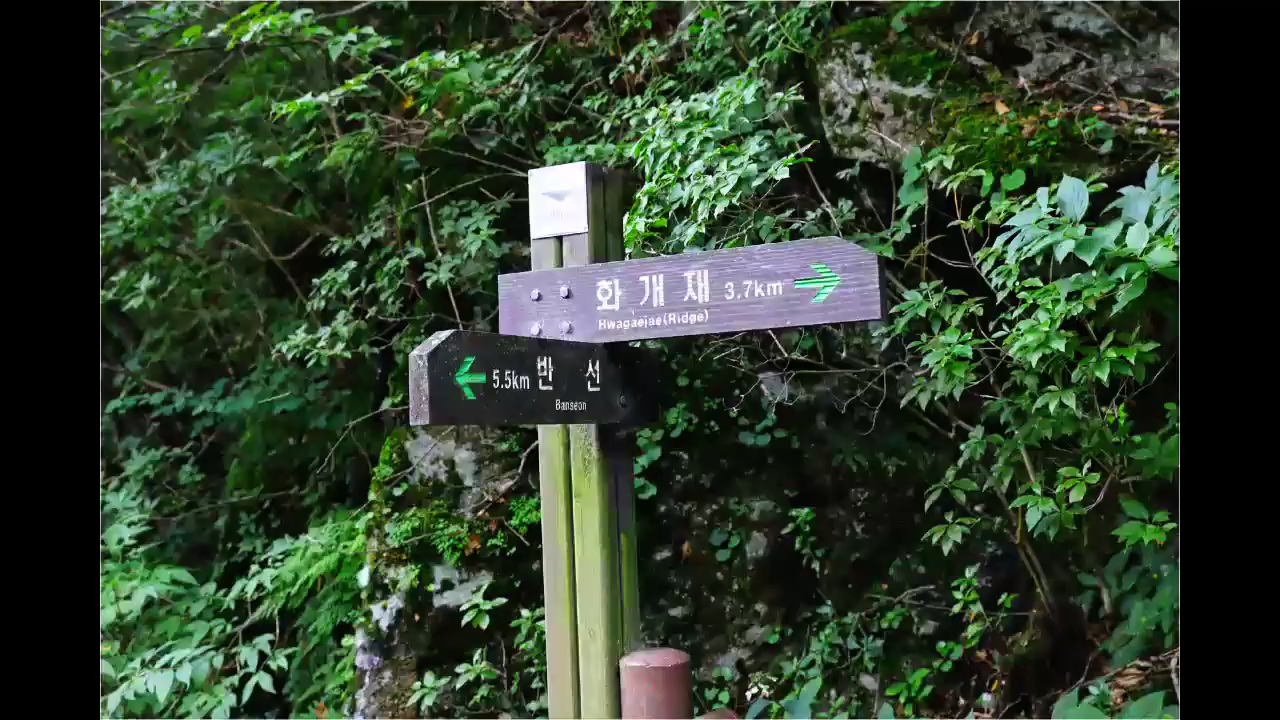 화개재 3.7km
Hwagaejae(Ridge)
5.5km 반선
Banseon